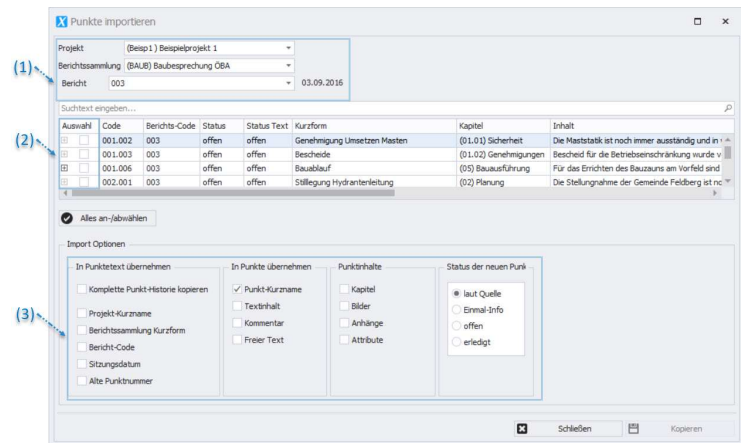 X Punkte importieren
Projekt (Beisp1) Beispielprojekt 1
(1)
Berichtssammlung (BAUB) Baubesprechung ÖBA
Bericht 003 03.09.2016
Suchtext eingeben...
(2)
Auswahl Code Berichts-Code Status Status Text Kurzform Kapitel Inhalt
001.002 003 offen offen Genehmigung Umsetzen Masten (01.01) Sicherheit Die Maststatik ist noch immer ausständig und in
001.003 003 offen offen Bescheide (01.02) Genehmigungen Bescheid für die Betriebseinschränkung wurde v
001.006 003 offen offen Bauablauf (05) Bauausführung Für das Errichten des Bauzauns am Vorfeld sind
002.001 003 offen offen Stilllegung Hydrantenleitung (02) Planung Die Stellungnahme der Gemeinde Feldberg ist
Alles an-/abwählen
Import Optionen
In Punktetext übernehmen In Punkte übernehmen Punktinhalte Status der neuen Punk
Komplette Punkt-Historie kopieren Punkt-Kurzname Kapitel laut Quelle
Projekt-Kurzname Textinhalt Bilder Einmal-Info
(3)
Berichtssammlung Kurzform Kommentar Anhänge offen
Bericht-Code Freier Text Attribute erledigt
Sitzungsdatum
Alte Punktnummer
Schließen Kopieren